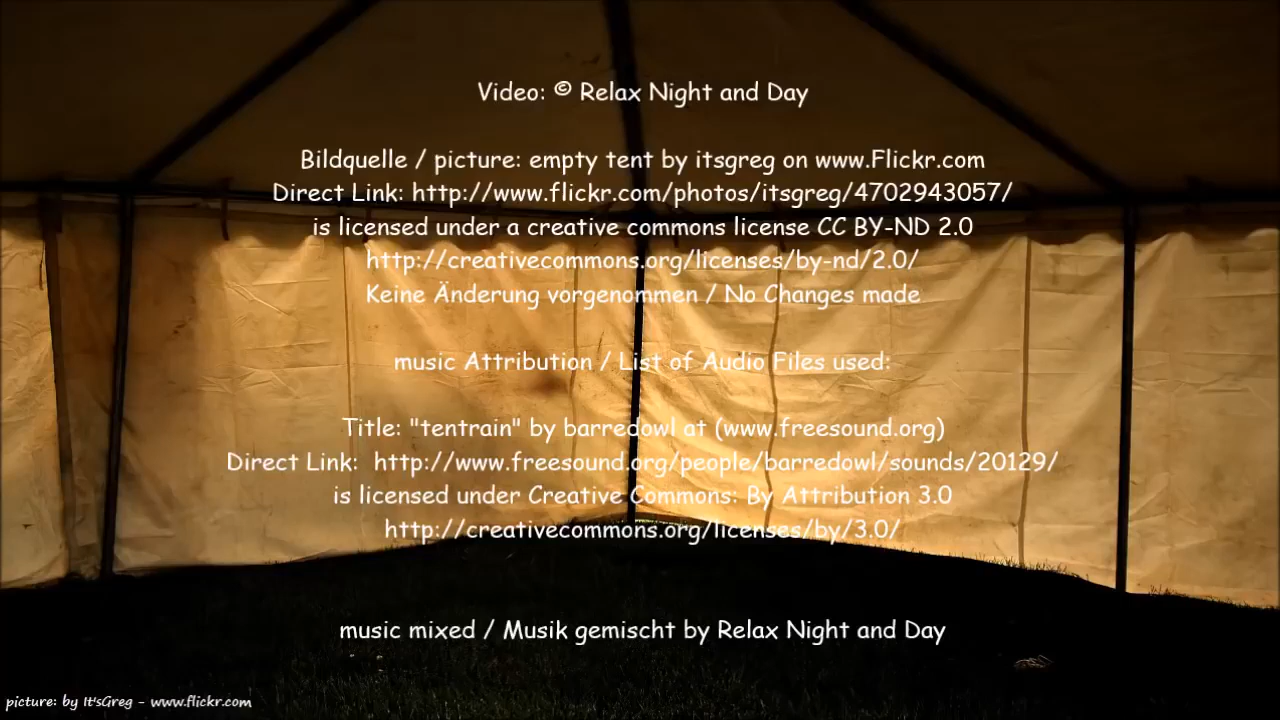 Video: © Relax Night and Day
Bildquelle / picture: empty tent by itsgreg on www.Flickr.com
Direct Link: http://www.flickr.com/photos/itsgreg/4702943057/
is licensed under a creative commons license CC BY-ND 2.0
http://creativecommons.org/licenses/by-nd/2.0/
Keine Änderung vorgenommen / No Changes made
music Attribution / List of Audio Files used:
Title: "tentrain" by barredowl at (www.freesound.org)
Direct Link:  http://www.freesound.org/people/barredowl/sounds/20129/
is licensed under Creative Commons: By Attribution 3.0
http://creativecommons.org/licenses/by/3.0/
music mixed / Musik gemischt by Relax Night and Day
picture: by It'sGreg - www.flickr.com